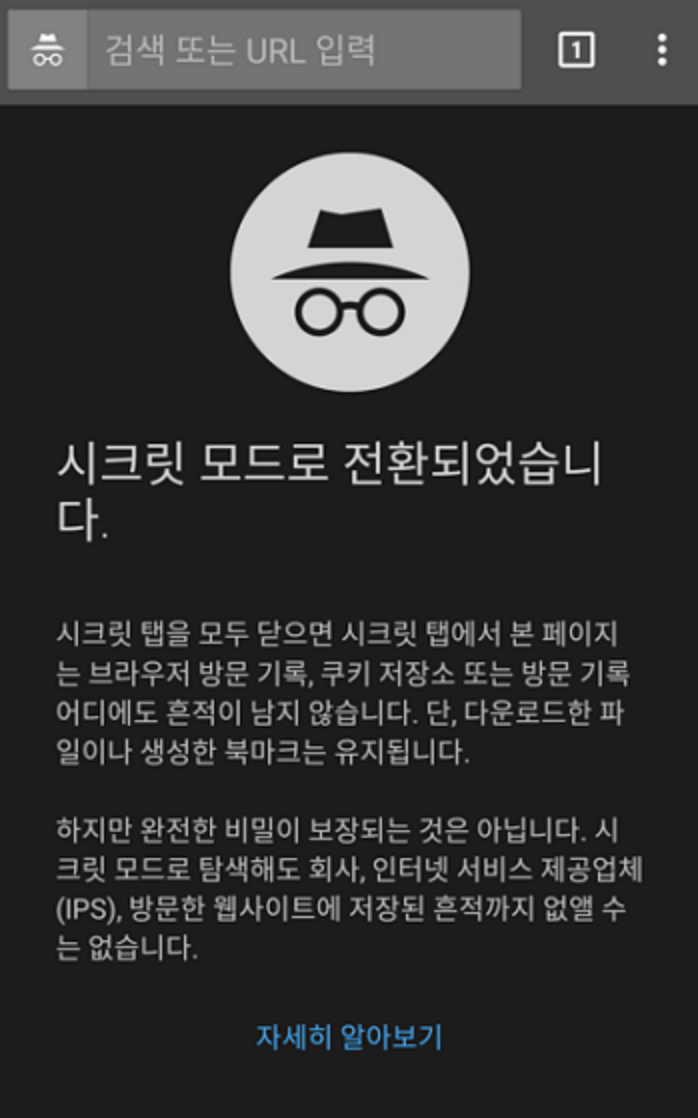 검색 또는 URL 입력
1
시크릿 모드로 전환되었습니
다.
시크릿 탭을 모두 닫으면 시크릿 탭에서 본 페이지
는 브라우저 방문 기록, 쿠키 저장소 또는 방문 기록
어디에도 흔적이 남지 않습니다. 단, 다운로드한 파
일이나 생성한 북마크는 유지됩니다.
하지만 완전한 비밀이 보장되는 것은 아닙니다. 시
크릿 모드로 탐색해도 회사, 인터넷 서비스 제공업체
(IPS), 방문한 웹사이트에 저장된 흔적까지 없앨 수
는 없습니다.
자세히 알아보기